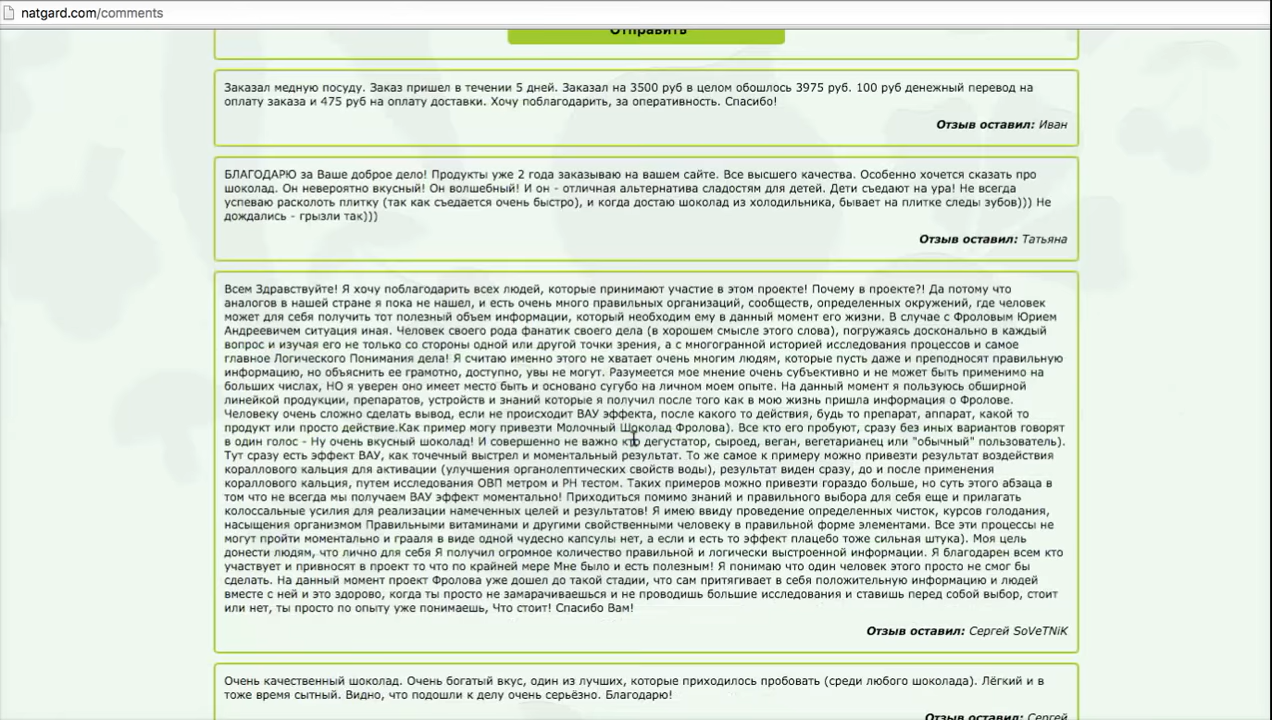 natgard.com/comments
Отправить
Заказал медную посуду. Заказ пришел в течении 5 дней. Заказал на 3500 руб в целом обошлось 3975 руб. 100 руб денежный перевод на
оплату заказа и 475 руб на оплату доставки. Хочу поблагодарить, за оперативность. Спасибо!
Отзыв оставил: Иван
БЛАГОДАРЮ за Ваше доброе дело! Продукты уже 2 года заказываю на вашем сайте. Все высшего качества. Особенно хочется сказать про
шоколад. Он невероятно вкусный! Он волшебный! И он - отличная альтернатива сладостям для детей. Дети съедают на ура! Не всегда
успеваю расколоть плитку (так как съедается очень быстро), и когда достаю шоколад из холодильника, бывает на плитке следы зубов))) Не
дождались - грызли так)))
Отзыв оставил: Татьяна
Всем Здравствуйте! Я хочу поблагодарить всех людей, которые принимают участие в этом проекте! Почему в проекте?! Да потому что
аналогов в нашей стране я пока не нашел, и есть очень много правильных организаций, сообществ, определенных окружений, где человек
может для себя получить тот полезный объем информации, который необходим ему в данный момент его жизни. В случае с Фроловым Юрием
Андреевичем ситуация иная. Человек своего рода фанатик своего дела (в хорошем смысле этого слова), погружаясь досконально в каждый
вопрос и изучая его не только со стороны одной или другой точки зрения, а с многогранной историей исследования процессов и самое
главное Логического Понимания дела! Я считаю именно этого не хватает очень многим людям, которые пусть даже и преподносят правильную
информацию, но объяснить ее грамотно, доступно, увы не могут. Разумеется мое мнение очень субъективно и не может быть применимо на
больших числах, НО я уверен оно имеет место быть и основано сугубо на личном моем опыте. На данный момент я пользуюсь обширной
линейкой продукции, препаратов, устройств и знаний которые я получил после того как в мою жизнь пришла информация о Фролове.
Человеку очень сложно сделать вывод, если не происходит ВАУ эффекта, после какого то действия, будь то препарат, аппарат, какой то
продукт или просто действие.Как пример могу привезти Молочный Шоколад Фролова). Все кто его пробуют, сразу без иных вариантов говорят
в один голос - Ну очень вкусный шоколад! И совершенно не важно кто дегустатор, сыроед, веган, вегетарианец или "обычный" пользователь).
Тут сразу есть эффект ВАУ, как точечный выстрел и моментальный результат. То же самое к примеру можно привезти результат воздействия
кораллового кальция для активации (улучшения органолептических свойств воды), результат виден сразу, до и после применения
кораллового кальция, путем исследования ОВП метром и PH тестом. Таких примеров можно привезти гораздо больше, но суть этого абзаца в
том что не всегда мы получаем ВАУ эффект моментально! Приходиться помимо знаний и правильного выбора для себя еще и прилагать
колоссальные усилия для реализации намеченных целей и результатов! Я имею ввиду проведение определенных чисток, курсов голодания,
насыщения организмом Правильными витаминами и другими свойственными человеку в правильной форме элементами. Все эти процессы не
могут пройти моментально и грааля в виде одной чудесно капсулы нет, а если и есть то эффект плацебо тоже сильная штука). Моя цель
донести людям, что лично для себя Я получил огромное количество правильной и логически выстроенной информации. Я благодарен всем кто
участвует и привносят в проект то что по крайней мере Мне было и есть полезным! Я понимаю что один человек этого просто не смог бы
сделать. На данный момент проект Фролова уже дошел до такой стадии, что сам притягивает в себя положительную информацию и людей
вместе с ней и это здорово, когда ты просто не замарачиваешься и не проводишь большие исследования и ставишь перед собой выбор, стоит
или нет, ты просто по опыту уже понимаешь, Что стоит! Спасибо Вам!
Отзыв оставил: Сергей SoVeTNiK
Очень качественный шоколад. Очень богатый вкус, один из лучших, которые приходилось пробовать (среди любого шоколада). Лёгкий и в
тоже время сытный. Видно, что подошли к делу очень серьёзно. Благодарю!
Отзыв оставил: Сергей